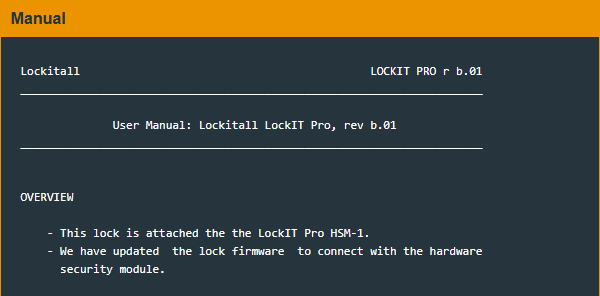 Manual
Lockitall LOCKIT PRO r b.01
User Manual: Lockitall LockIT Pro, rev b.01
OVERVIEW
- This lock is attached the the LockIT Pro HSM-1.
- We have updated  the lock firmware  to connect with the hardware
security module.